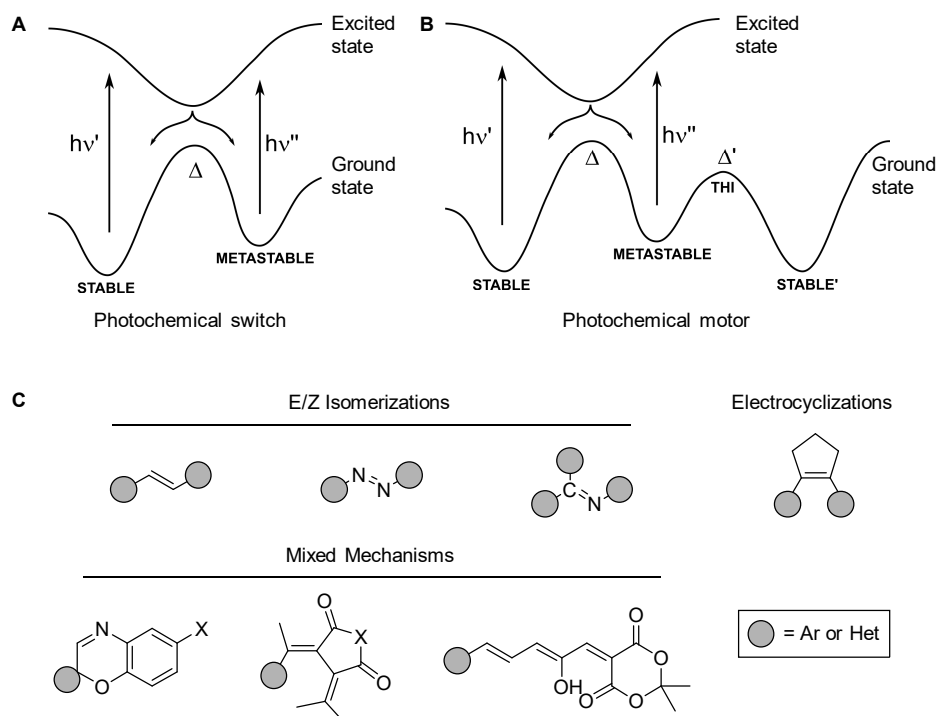 A
Excited
state
hν'
hν"
Δ
Ground
state
STABLE
METASTABLE
Photochemical switch
B
Excited
state
hν'
hν"
Δ
Δ'
THI
Ground
state
STABLE
METASTABLE
STABLE'
Photochemical motor
C
E/Z Isomerizations
Electrocyclizations
N
N
C
N
Mixed Mechanisms
N
X
O
O
X
O
O
O
OH
O
O
= Ar or Het